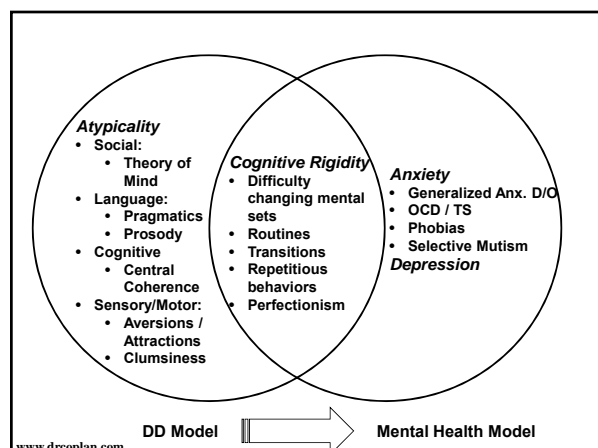 Atypicality
• Social:
• Theory of
Mind
• Language:
• Pragmatics
• Prosody
• Cognitive
• Central
Coherence
• Sensory/Motor:
• Aversions /
Attractions
• Clumsiness
Cognitive Rigidity
• Difficulty
changing mental
sets
• Routines
• Transitions
• Repetitious
behaviors
• Perfectionism
Anxiety
• Generalized Anx. D/O
• OCD / TS
• Phobias
• Selective Mutism
Depression
DD Model
Mental Health Model
www.drcoplan.com